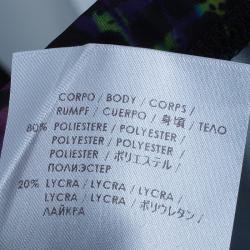 CORPO / BODY / CORPS /
RUMPF / CUERPO / 身頃 / ТЕЛО
80% POLIESTERE / POLYESTER /
POLYESTER / POLYESTER /
POLIESTER / ポリエステル /
ПОЛИЭСТЕР
20% LYCRA / LYCRA / LYCRA /
LYCRA / LYCRA / ポリウレタン /
ЛАЙКРА